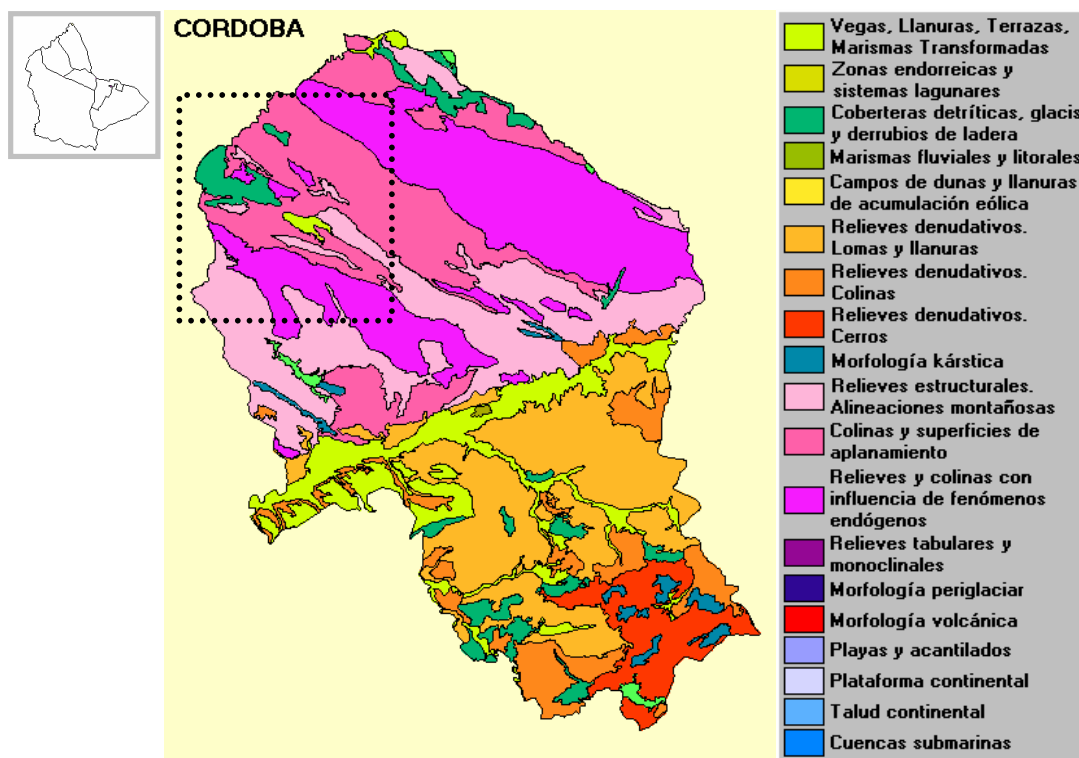 CORDOBA
Vegas, Llanuras, Terrazas,
Marismas Transformadas
Zonas endorreicas y
sistemas lagunares
Coberteras detríticas, glacis
y derrubios de ladera
Marismas fluviales y litorales
Campos de dunas y llanuras
de acumulación eólica
Relieves denudativos.
Lomas y llanuras
Relieves denudativos.
Colinas
Relieves denudativos.
Cerros
Morfología kárstica
Relieves estructurales.
Alineaciones montañosas
Colinas y superficies de
aplanamiento
Relieves y colinas con
influencia de fenómenos
endógenos
Relieves tabulares y
monoclinales
Morfología periglaciar
Morfología volcánica
Playas y acantilados
Plataforma continental
Talud continental
Cuencas submarinas